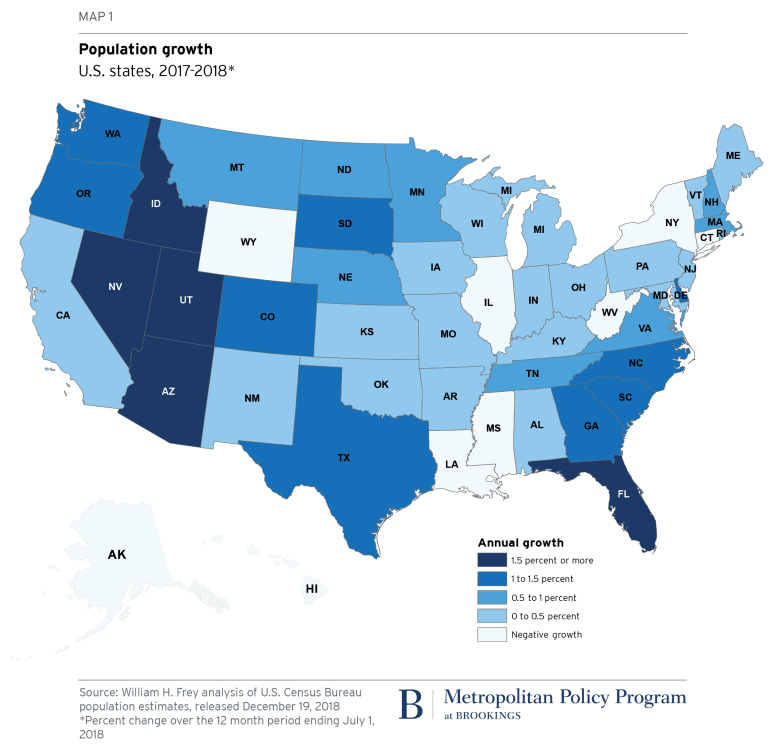 MAP 1
Population growth
U.S. states, 2017-2018*
WA
MT
ND
MN
ME
OR
ID
WY
SD
WI
MI
MI
NY
VT
NH
MA
CT
RI
NV
UT
CO
NE
IA
IL
IN
OH
PA
NJ
MD
DE
WV
VA
CA
KS
MO
KY
AZ
NM
OK
AR
TN
NC
SC
TX
LA
MS
AL
GA
FL
AK
HI
Annual growth
1.5 percent or more
1 to 1.5 percent
0.5 to 1 percent
0 to 0.5 percent
Negative growth
Source: William H. Frey analysis of U.S. Census Bureau
population estimates, released December 19, 2018
*Percent change over the 12 month period ending July 1,
2018
B
Metropolitan Policy Program
at BROOKINGS